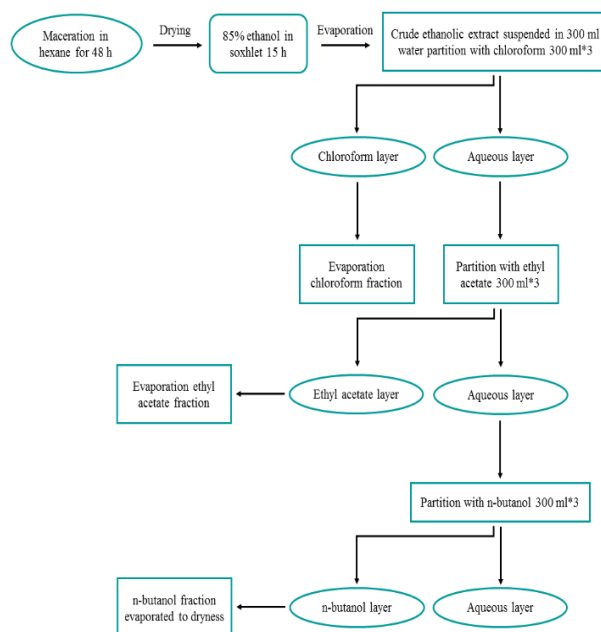 Maceration in
hexane for 48 h
Drying
85% ethanol in
soxhlet 15 h
Evaporation
Crude ethanolic extract suspended in 300 ml
water partition with chloroform 300 ml*3
Chloroform layer
Aqueous layer
Evaporation
chloroform fraction
Partition with ethyl
acetate 300 ml*3
Evaporation ethyl
acetate fraction
Ethyl acetate layer
Aqueous layer
Partition with n-butanol 300 ml*3
n-butanol fraction
evaporated to dryness
n-butanol layer
Aqueous layer